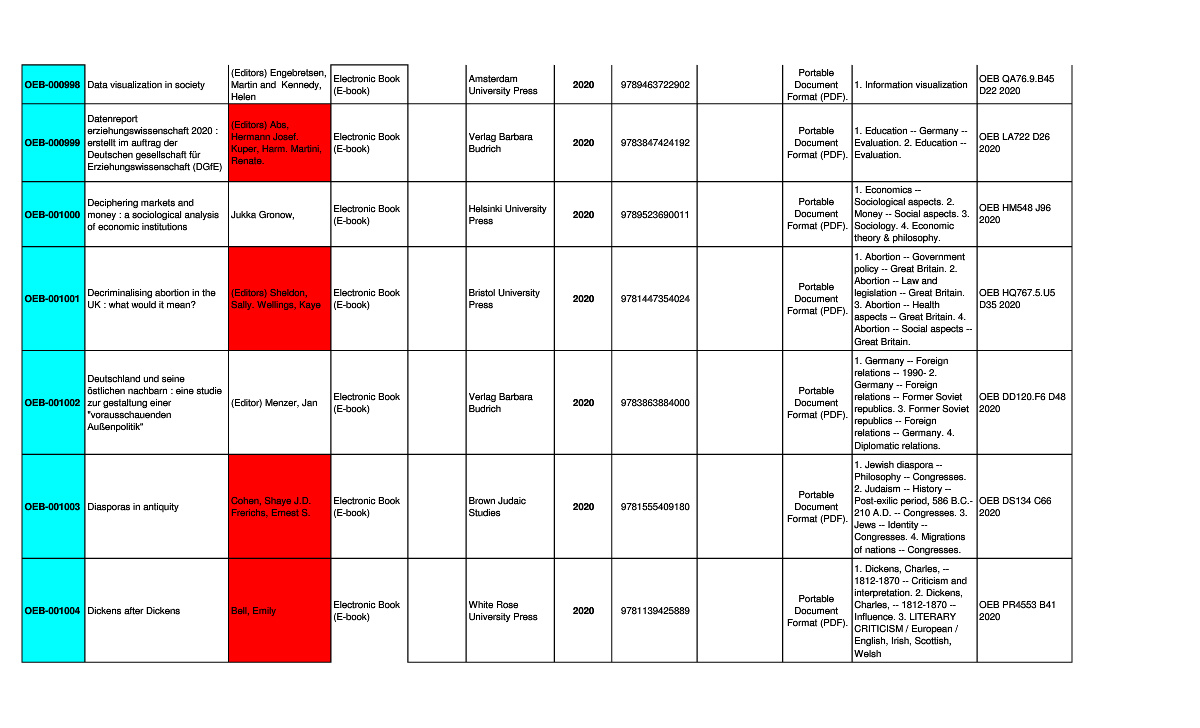 OEB-000998
Data visualization in society
(Editors) Engebretsen,
Martin and  Kennedy,
Helen
Electronic Book
(E-book)
Amsterdam
University Press
2020
9789463722902
Portable
Document
Format (PDF).
1. Information visualization
OEB QA76.9.B45
D22 2020
OEB-000999
Datenreport
erziehungswissenschaft 2020 :
erstellt im auftrag der
Deutschen gesellschaft für
Erziehungswissenschaft (DGfE)
(Editors) Abs,
Hermann Josef.
Kuper, Harm. Martini,
Renate.
Electronic Book
(E-book)
Verlag Barbara
Budrich
2020
9783847424192
Portable
Document
Format (PDF).
1. Education -- Germany --
Evaluation. 2. Education --
Evaluation.
OEB LA722 D26
2020
OEB-001000
Deciphering markets and
money : a sociological analysis
of economic institutions
Jukka Gronow,
Electronic Book
(E-book)
Helsinki University
Press
2020
9789523690011
Portable
Document
Format (PDF).
1. Economics --
Sociological aspects. 2.
Money -- Social aspects. 3.
Sociology. 4. Economic
theory & philosophy.
OEB HM548 J96
2020
OEB-001001
Decriminalising abortion in the
UK : what would it mean?
(Editors) Sheldon,
Sally. Wellings, Kaye
Electronic Book
(E-book)
Bristol University
Press
2020
9781447354024
Portable
Document
Format (PDF).
1. Abortion -- Government
policy -- Great Britain. 2.
Abortion -- Law and
legislation -- Great Britain.
3. Abortion -- Health
aspects -- Great Britain. 4.
Abortion -- Social aspects --
Great Britain.
OEB HQ767.5.U5
D35 2020
OEB-001002
Deutschland und seine
östlichen nachbarn : eine studie
zur gestaltung einer
"vorausschauenden
Außenpolitik"
(Editor) Menzer, Jan
Electronic Book
(E-book)
Verlag Barbara
Budrich
2020
9783863884000
Portable
Document
Format (PDF).
1. Germany -- Foreign
relations -- 1990- 2.
Germany -- Foreign
relations -- Former Soviet
republics. 3. Former Soviet
republics -- Foreign
relations -- Germany. 4.
Diplomatic relations.
OEB DD120.F6 D48
2020
OEB-001003
Diasporas in antiquity
Cohen, Shaye J.D.
Frerichs, Ernest S.
Electronic Book
(E-book)
Brown Judaic
Studies
2020
9781555409180
Portable
Document
Format (PDF).
1. Jewish diaspora --
Philosophy -- Congresses.
2. Judaism -- History --
Post-exilic period, 586 B.C.-
210 A.D. -- Congresses. 3.
Jews -- Identity --
Congresses. 4. Migrations
of nations -- Congresses.
OEB DS134 C66
2020
OEB-001004
Dickens after Dickens
Bell, Emily
Electronic Book
(E-book)
White Rose
University Press
2020
9781139425889
Portable
Document
Format (PDF).
1. Dickens, Charles, --
1812-1870 -- Criticism and
interpretation. 2. Dickens,
Charles, -- 1812-1870 --
Influence. 3. LITERARY
CRITICISM / European /
English, Irish, Scottish,
Welsh
OEB PR4553 B41
2020